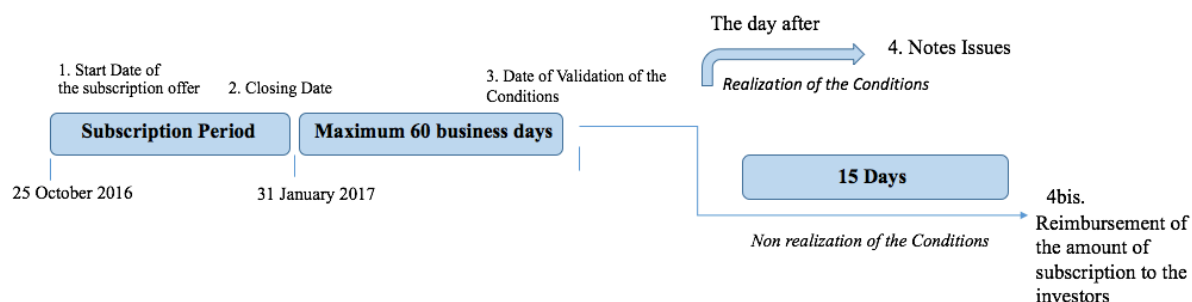 1. Start Date of
the subscription offer
2. Closing Date
3. Date of Validation of the
Conditions
The day after
4. Notes Issues
Realization of the Conditions
Subscription Period
Maximum 60 business days
25 October 2016
31 January 2017
15 Days
Non realization of the Conditions
4bis.
Reimbursement of
the amount of
subscription to the
investors